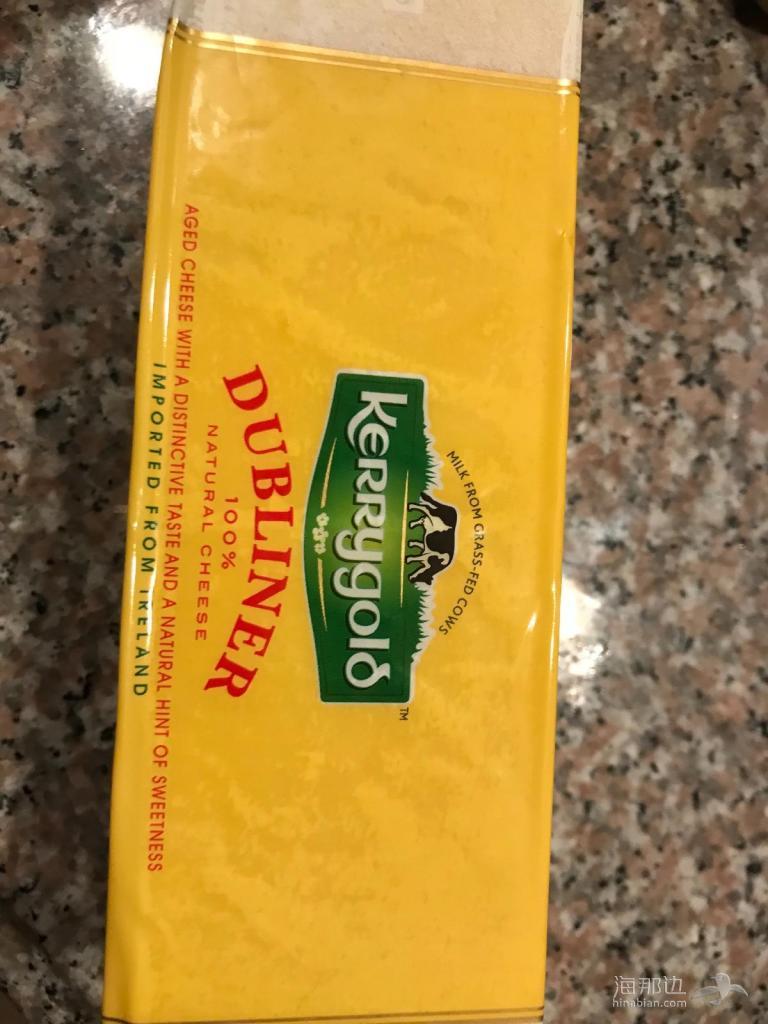 MILK FROM GRASS-FED COWS
Kerrygold
TM
DUBLINER
100%
NATURAL CHEESE
AGED CHEESE WITH A DISTINCTIVE TASTE AND A NATURAL HINT OF SWEETNESS
IMPORTED FROM IRELAND
海那边
hinabian.com